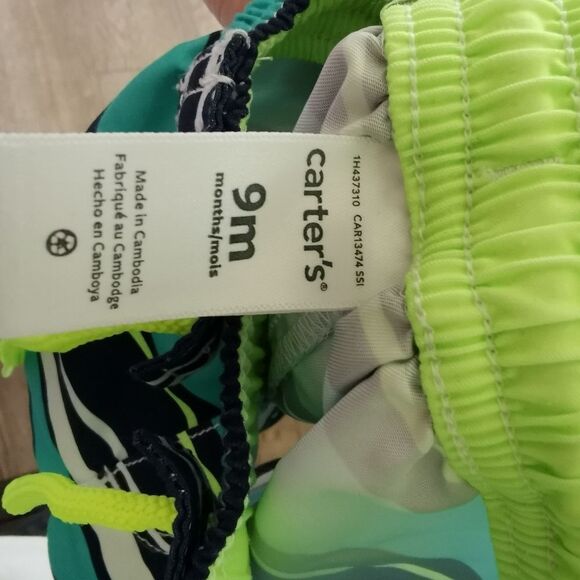 1H437310 CAR13474 SSI
carter's®
9m
months/mois
Made in Cambodia
Fabriqué au Cambodge
Hecho en Camboya